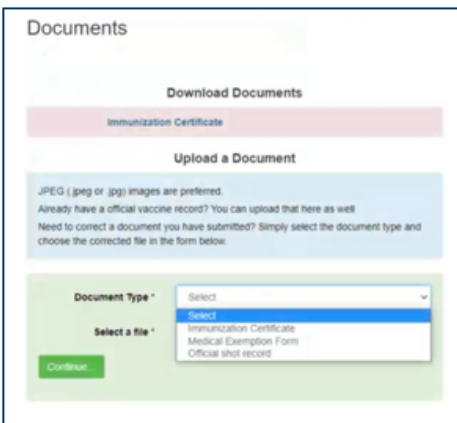 Documents
Download Documents
Immunization Certificate
Upload a Document
JPEG (.jpeg or .jpg) images are preferred.
Already have a official vaccine record? You can upload that here as well
Need to correct a document you have submitted? Simply select the document type and
choose the corrected file in the form below.
Document Type * Select
Select
Select a file * Immunization Certificate
Medical Exemption Form
Official shot record
Continue...